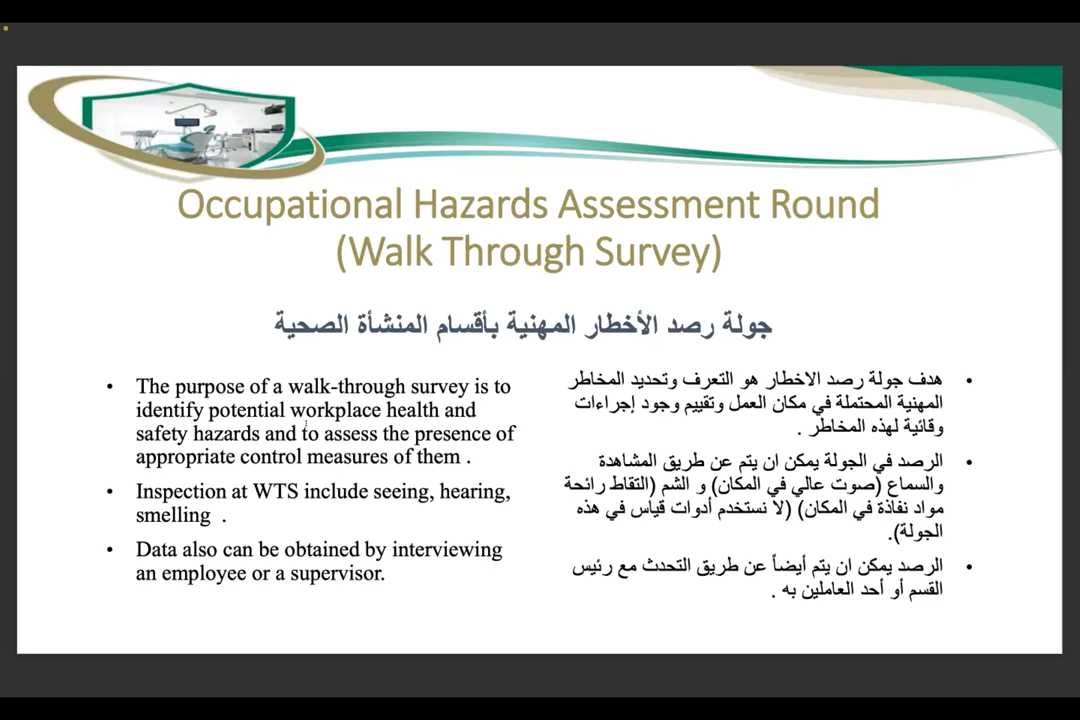 Occupational Hazards Assessment Round
(Walk Through Survey)
جولة رصد الأخطار المهنية بأقسام المنشأة الصحية
• The purpose of a walk-through survey is to
identify potential workplace health and
safety hazards and to assess the presence of
appropriate control measures of them .
• Inspection at WTS include seeing, hearing,
smelling .
• Data also can be obtained by interviewing
an employee or a supervisor.
• هدف جولة رصد الاخطار هو التعرف وتحديد المخاطر
المهنية المحتملة في مكان العمل وتقييم وجود إجراءات
وقائية لهذه المخاطر .
• الرصد في الجولة يمكن ان يتم عن طريق المشاهدة
والسماع (صوت عالي في المكان) و الشم (التقاط رائحة
مواد نفاذة في المكان) (لا نستخدم أدوات قياس في هذه
الجولة).
• الرصد يمكن ان يتم أيضاً عن طريق التحدث مع رئيس
القسم أو أحد العاملين به .